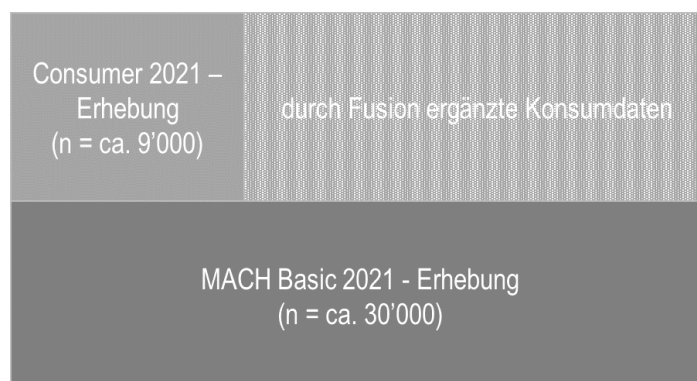 Consumer 2021 –
Erhebung
(n = ca. 9’000)
durch Fusion ergänzte Konsumdaten
MACH Basic 2021 - Erhebung
(n = ca. 30’000)